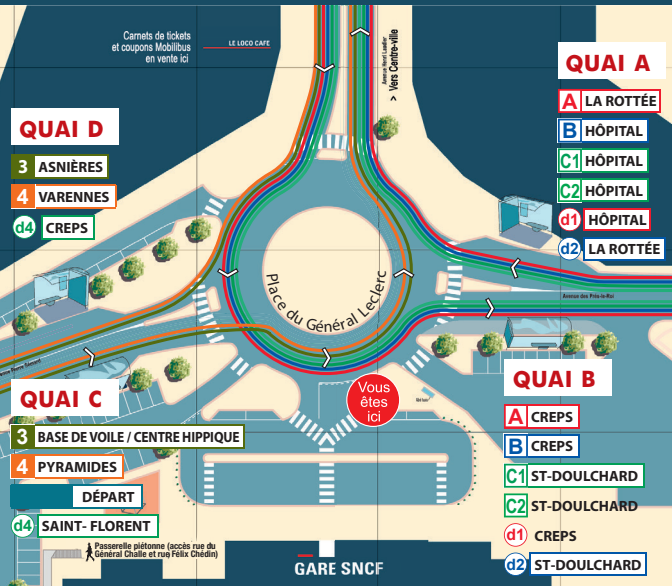 Carnets de tickets
et coupons Mobilibus
en vente ici
LE LOCO CAFE
Avenue Henri Laudier
> Vers Centre-ville
QUAI A
A LA ROTTÉE
B HÔPITAL
C1 HÔPITAL
C2 HÔPITAL
d1 HÔPITAL
d2 LA ROTTÉE
QUAI D
3 ASNIÈRES
4 VARENNES
d4 CREPS
Place du Général Leclerc
Avenue des Prés-le-Roi
Vous
êtes
ici
QUAI C
3 BASE DE VOILE / CENTRE HIPPIQUE
4 PYRAMIDES
DÉPART
d4 SAINT- FLORENT
QUAI B
A CREPS
B CREPS
C1 ST-DOULCHARD
C2 ST-DOULCHARD
d1 CREPS
d2 ST-DOULCHARD
Passerelle piétonne (accès rue du
Général Challe et rue Félix Chédin)
GARE SNCF